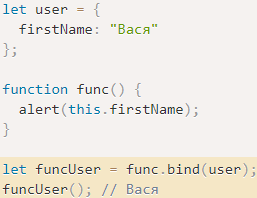 let user = {
  firstName: "Вася"
};

function func() {
  alert(this.firstName);
}

let funcUser = func.bind(user);
funcUser(); // Вася